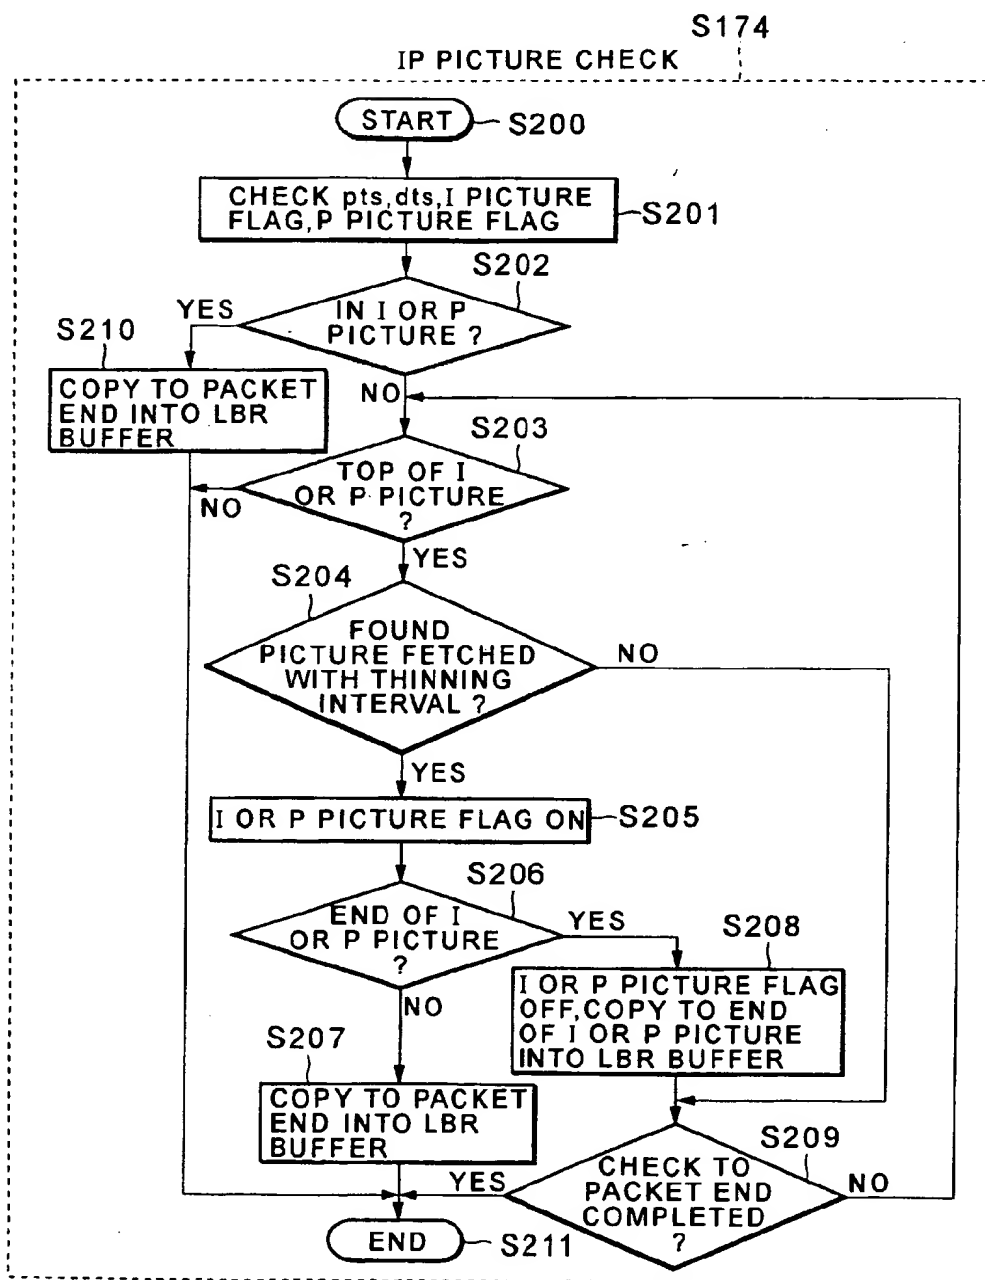 S174
IP PICTURE CHECK
START
S200
CHECK pts,dts,I PICTURE
FLAG,P PICTURE FLAG
S201
S202
IN I OR P
PICTURE ?
YES
S210
COPY TO PACKET
END INTO LBR
BUFFER
NO
S203
TOP OF I
OR P PICTURE
?
NO
YES
S204
FOUND
PICTURE FETCHED
WITH THINNING
INTERVAL ?
NO
YES
I OR P PICTURE FLAG ON
S205
S206
END OF I
OR P PICTURE
?
YES
S208
I OR P PICTURE FLAG
OFF,COPY TO END
OF I OR P PICTURE
INTO LBR BUFFER
NO
S207
COPY TO PACKET
END INTO LBR
BUFFER
S209
CHECK TO
PACKET END
COMPLETED
?
YES
NO
END
S211